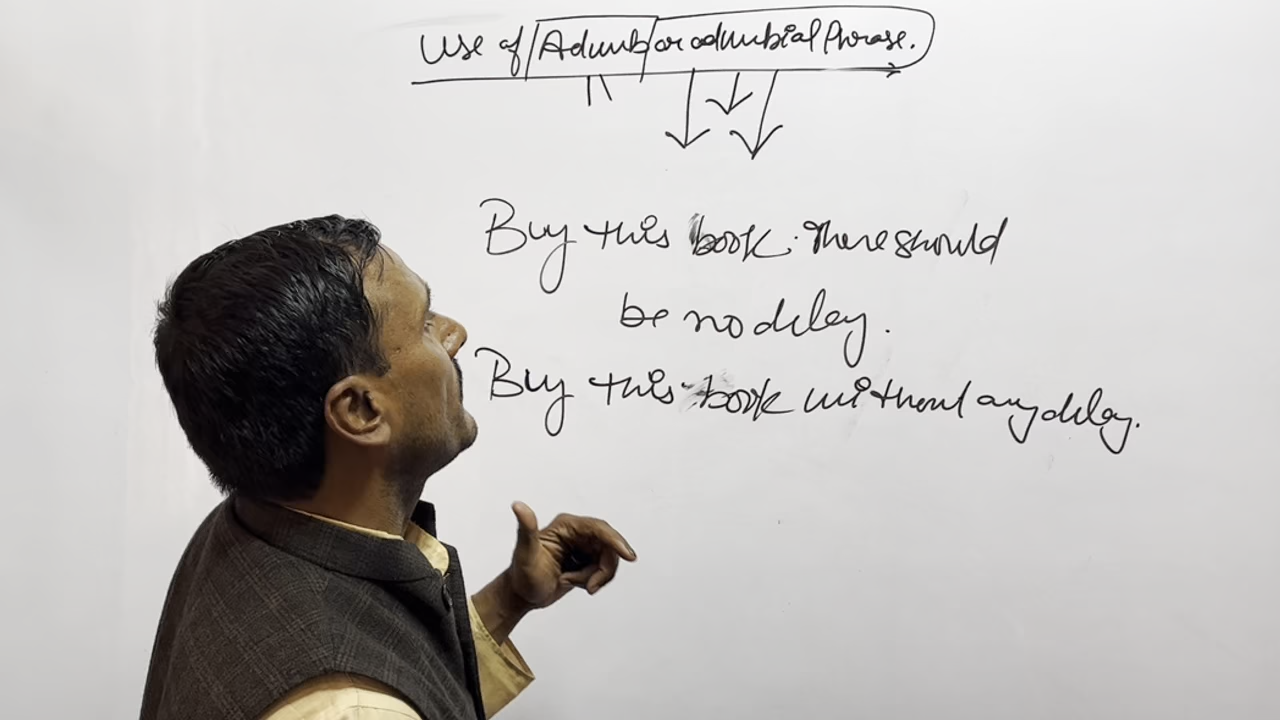 Use of Adverb or adverbial Phrase.
Buy this book. There should
be no delay.
Buy this book without any delay.